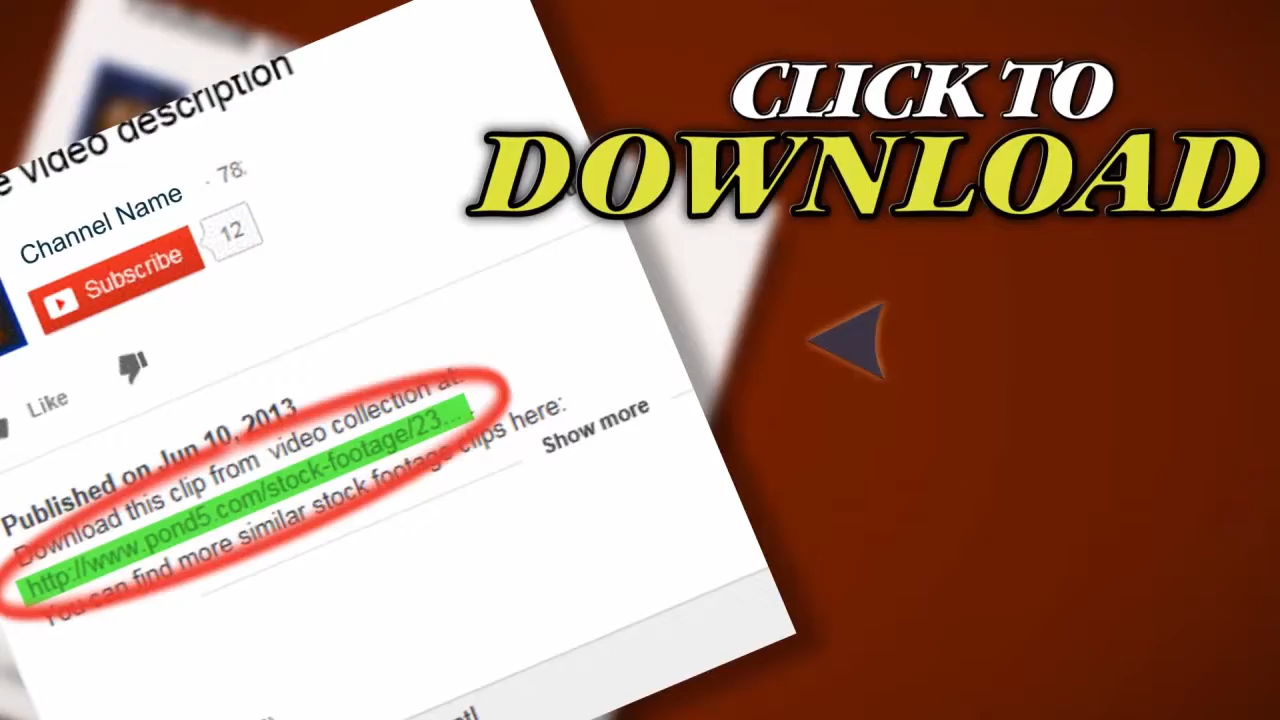 CLICK TO
DOWNLOAD
video description
Channel Name
78
Subscribe
12
Like
Published on Jun 10, 2013
Download this clip from video collection at:
http://www.pond5.com/stock-footage/23...
You can find more similar stock footage clips here:
Show more